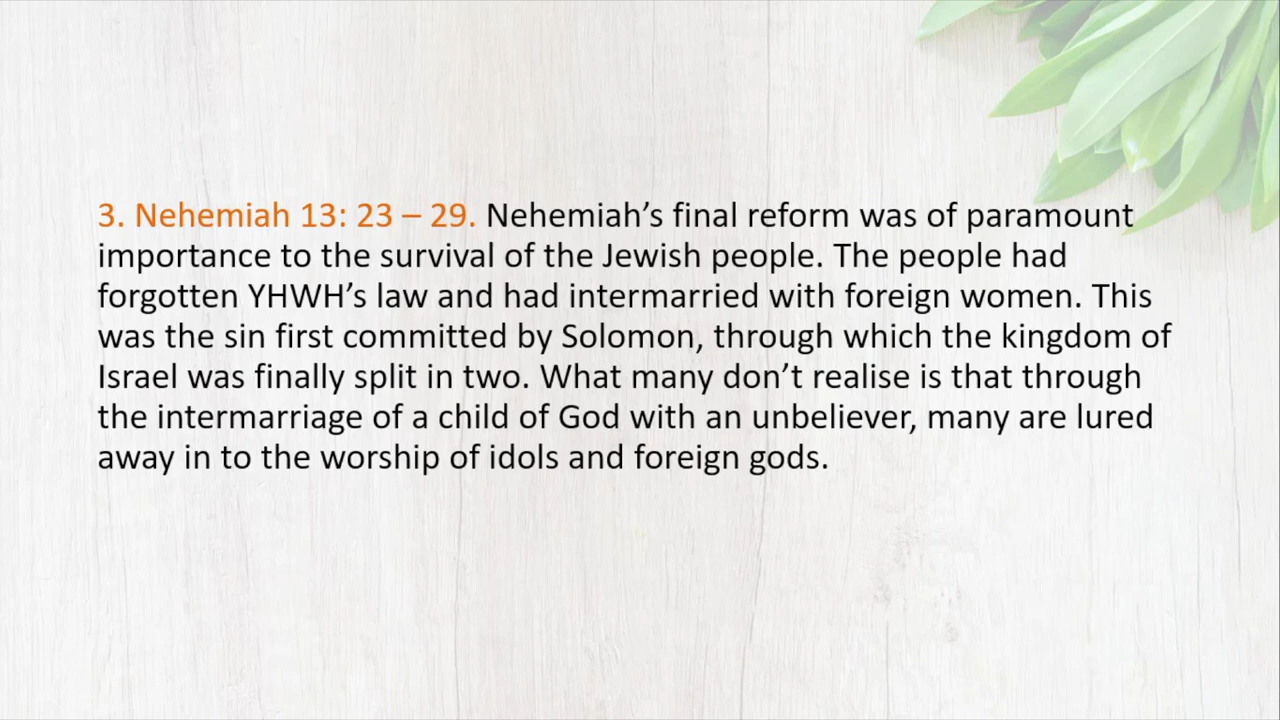 3. Nehemiah 13: 23 – 29. Nehemiah’s final reform was of paramount
importance to the survival of the Jewish people. The people had
forgotten YHWH’s law and had intermarried with foreign women. This
was the sin first committed by Solomon, through which the kingdom of
Israel was finally split in two. What many don’t realise is that through
the intermarriage of a child of God with an unbeliever, many are lured
away in to the worship of idols and foreign gods.